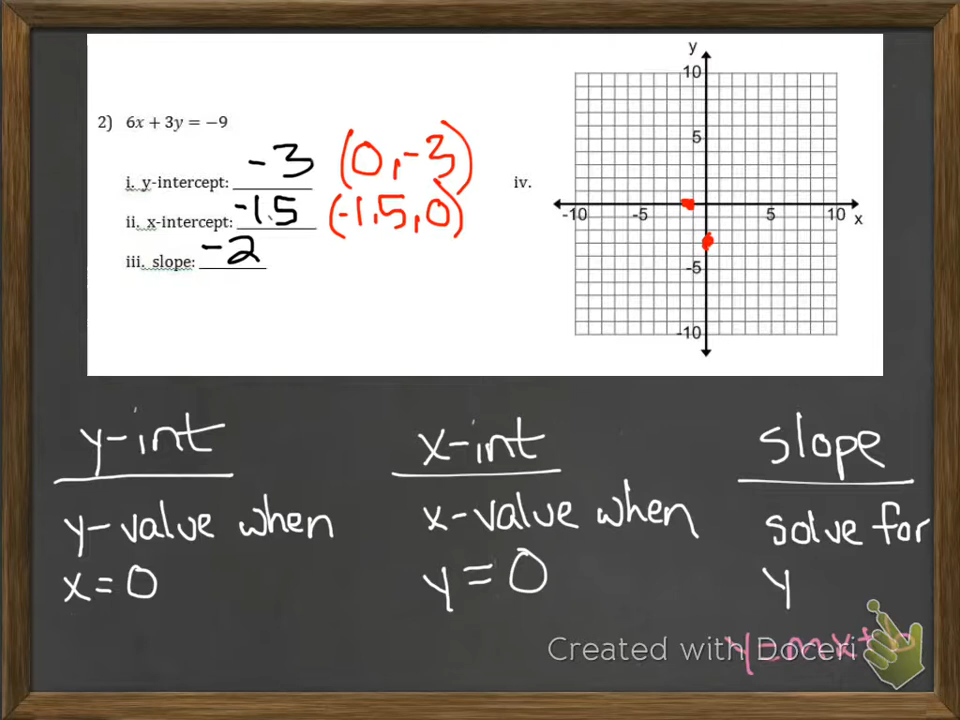 2) 6x + 3y = −9
i. y-intercept: -3 (0,-3)
ii. x-intercept: -1.5 (-1.5,0)
iii. slope: -2
iv.
y
10
5
-10 -5 5 10 x
-5
-10
y-int
y-value when
x=0
x-int
x-value when
y=0
slope
solve for
y
y=mx+b
Created with Doceri